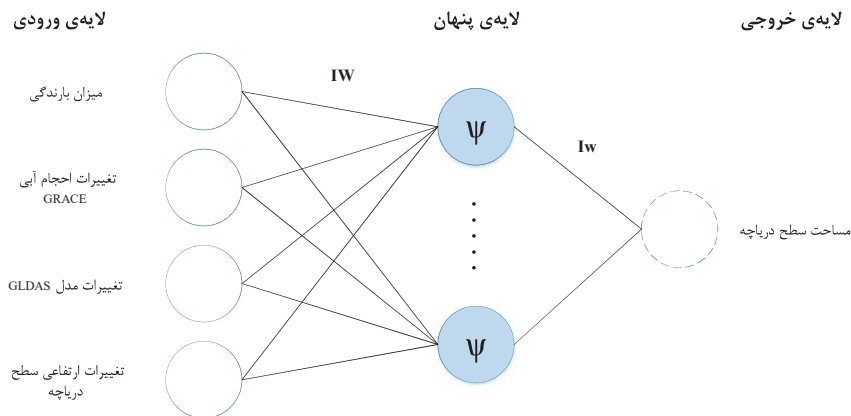 لایه‌ی ورودی
لایه‌ی پنهان
لایه‌ی خروجی
IW
میزان بارندگی
ψ
Iw
تغییرات احجام آبی
GRACE
مساحت سطح دریاچه
تغییرات مدل GLDAS
ψ
تغییرات ارتفاعی سطح
دریاچه